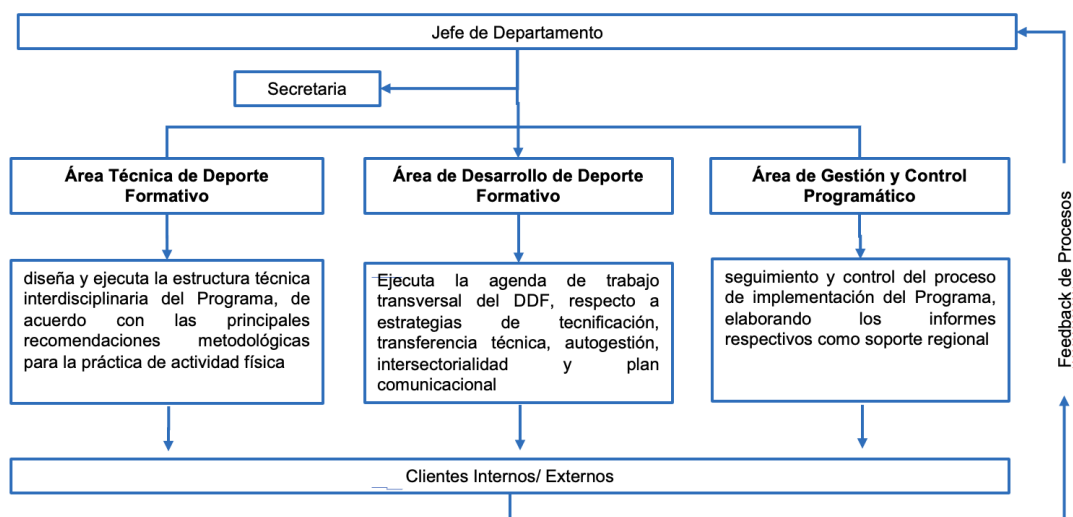 Jefe de Departamento
Secretaria
Área Técnica de Deporte
Formativo
Área de Desarrollo de Deporte
Formativo
Área de Gestión y Control
Programático
diseña y ejecuta la estructura técnica
interdisciplinaria del Programa, de
acuerdo con las principales
recomendaciones metodológicas
para la práctica de actividad física
Ejecuta la agenda de trabajo
transversal del DDF, respecto a
estrategias de tecnificación,
transferencia técnica, autogestión,
intersectorialidad y plan
comunicacional
seguimiento y control del proceso
de implementación del Programa,
elaborando los informes
respectivos como soporte regional
Feedback de Procesos
Clientes Internos/ Externos